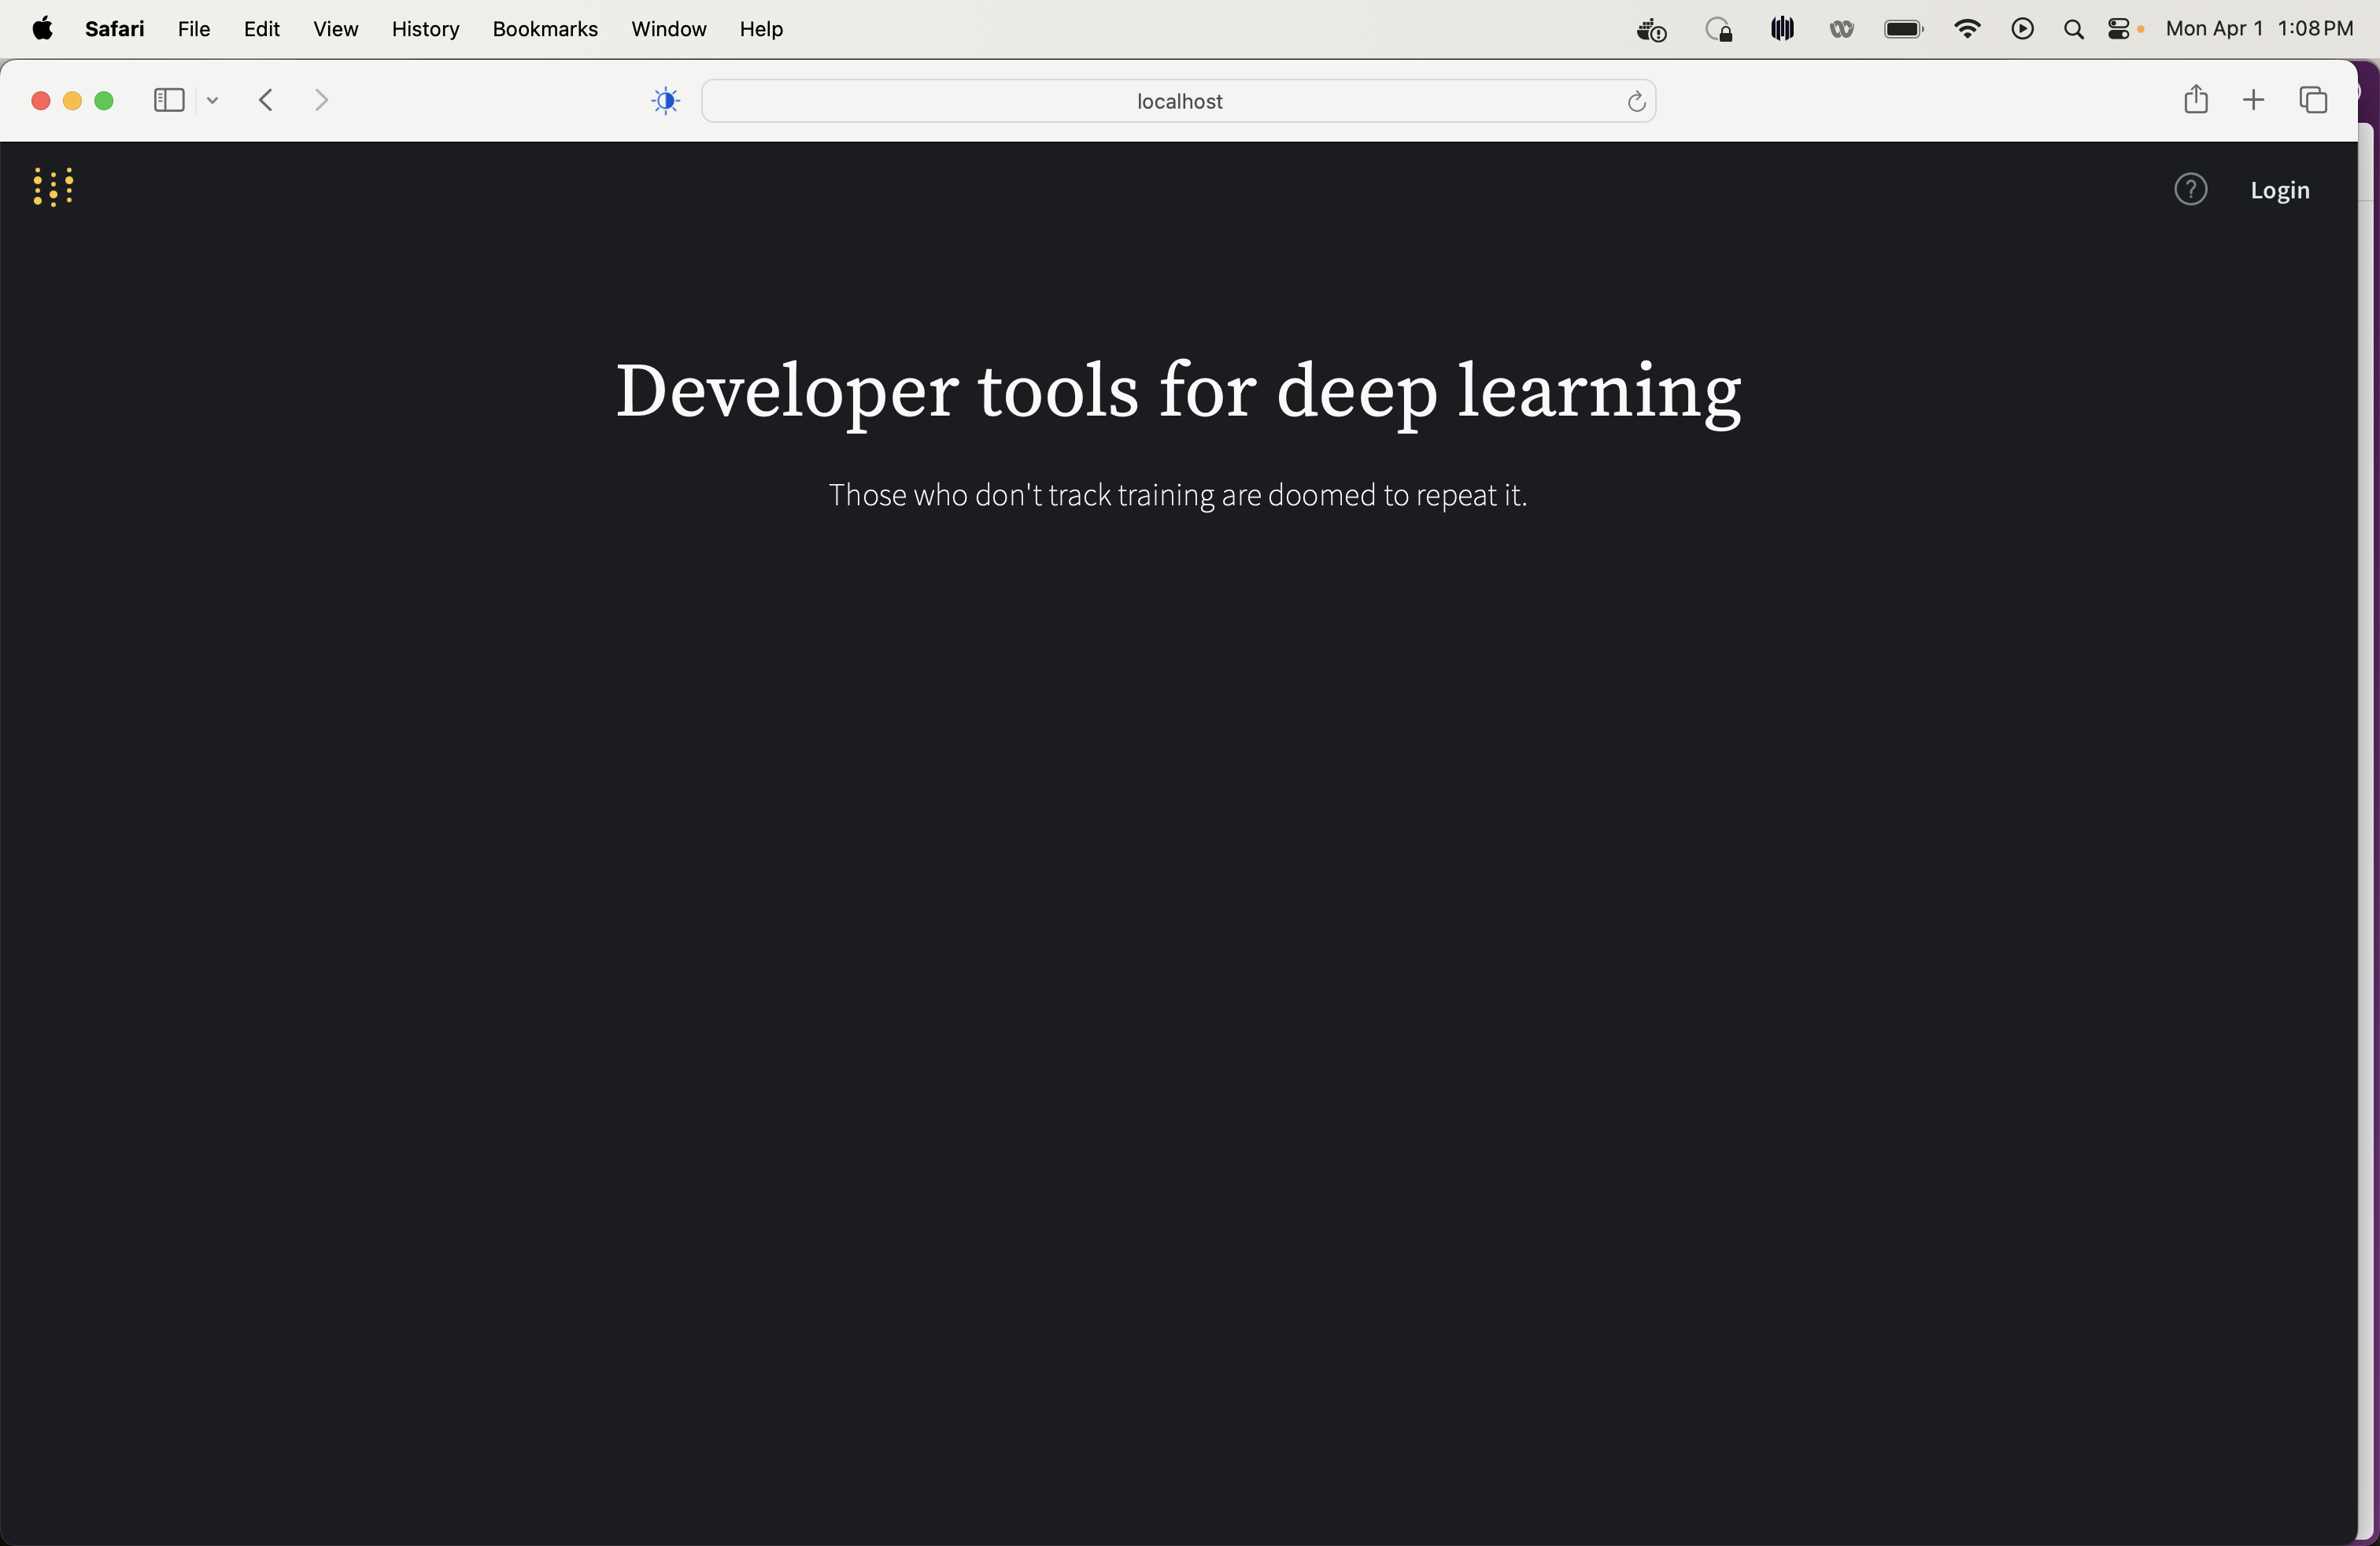 Safari File Edit View History Bookmarks Window Help Mon Apr 1 1:08 PM
localhost
? Login
Developer tools for deep learning
Those who don't track training are doomed to repeat it.